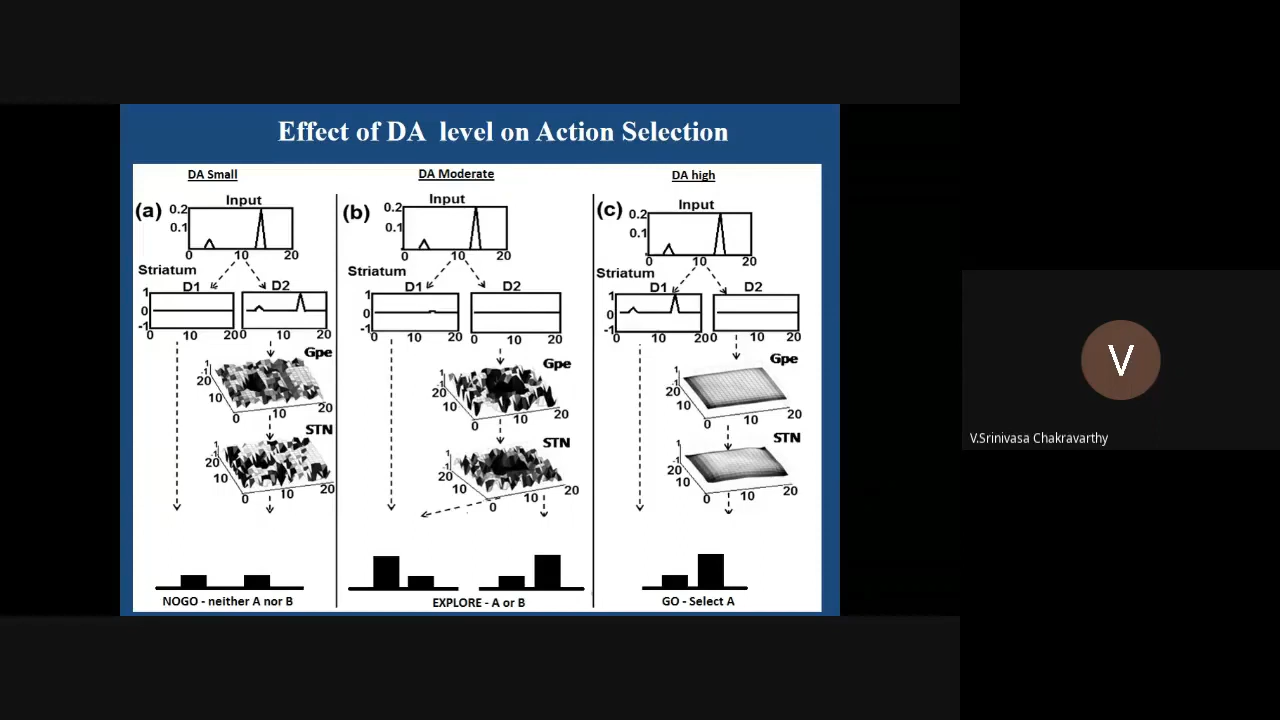 Effect of DA level on Action Selection
DA Small
(a)
Input
0.2
0.1
0 10 20
Striatum
D1 D2
1
0
-1
0 10 20 0 10 20
Gpe
1
-1
20
10
0 10 20
STN
1
-1
20
10
0 10 20
NOGO - neither A nor B
DA Moderate
(b)
Input
0.2
0.1
0 10 20
Striatum
D1 D2
1
0
-1
0 10 20 0 10 20
Gpe
1
-1
20
10
0 10 20
STN
1
-1
20
10
0 10 20
EXPLORE - A or B
DA high
(c)
Input
0.2
0.1
0 10 20
Striatum
D1 D2
1
0
-1
0 10 20 0 10 20
Gpe
1
-1
20
10
0 10 20
STN
1
-1
20
10
0 10 20
GO - Select A
V
V.Srinivasa Chakravarthy